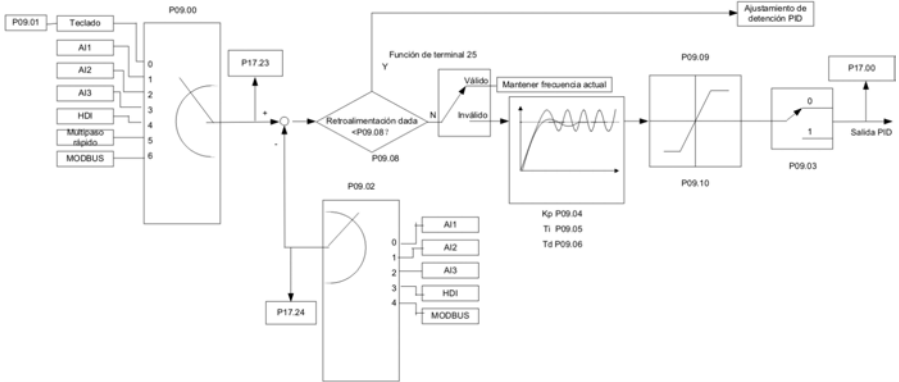 P09.00
P09.01
Teclado
AI1
AI2
AI3
HDI
Multipaso
rápido
MODBUS
0
1
2
3
4
5
6
P17.23
+
-
Retroalimentación dada
<P09.08?
P09.08
Y
N
Función de terminal 25
Válido
Inválido
Mantener frecuencia actual
Ajustamiento de
detención PID
Kp P09.04
Ti P09.05
Td P09.06
P09.09
P09.10
0
1
P09.03
P17.00
Salida PID
P09.02
0
1
2
3
4
AI1
AI2
AI3
HDI
MODBUS
P17.24